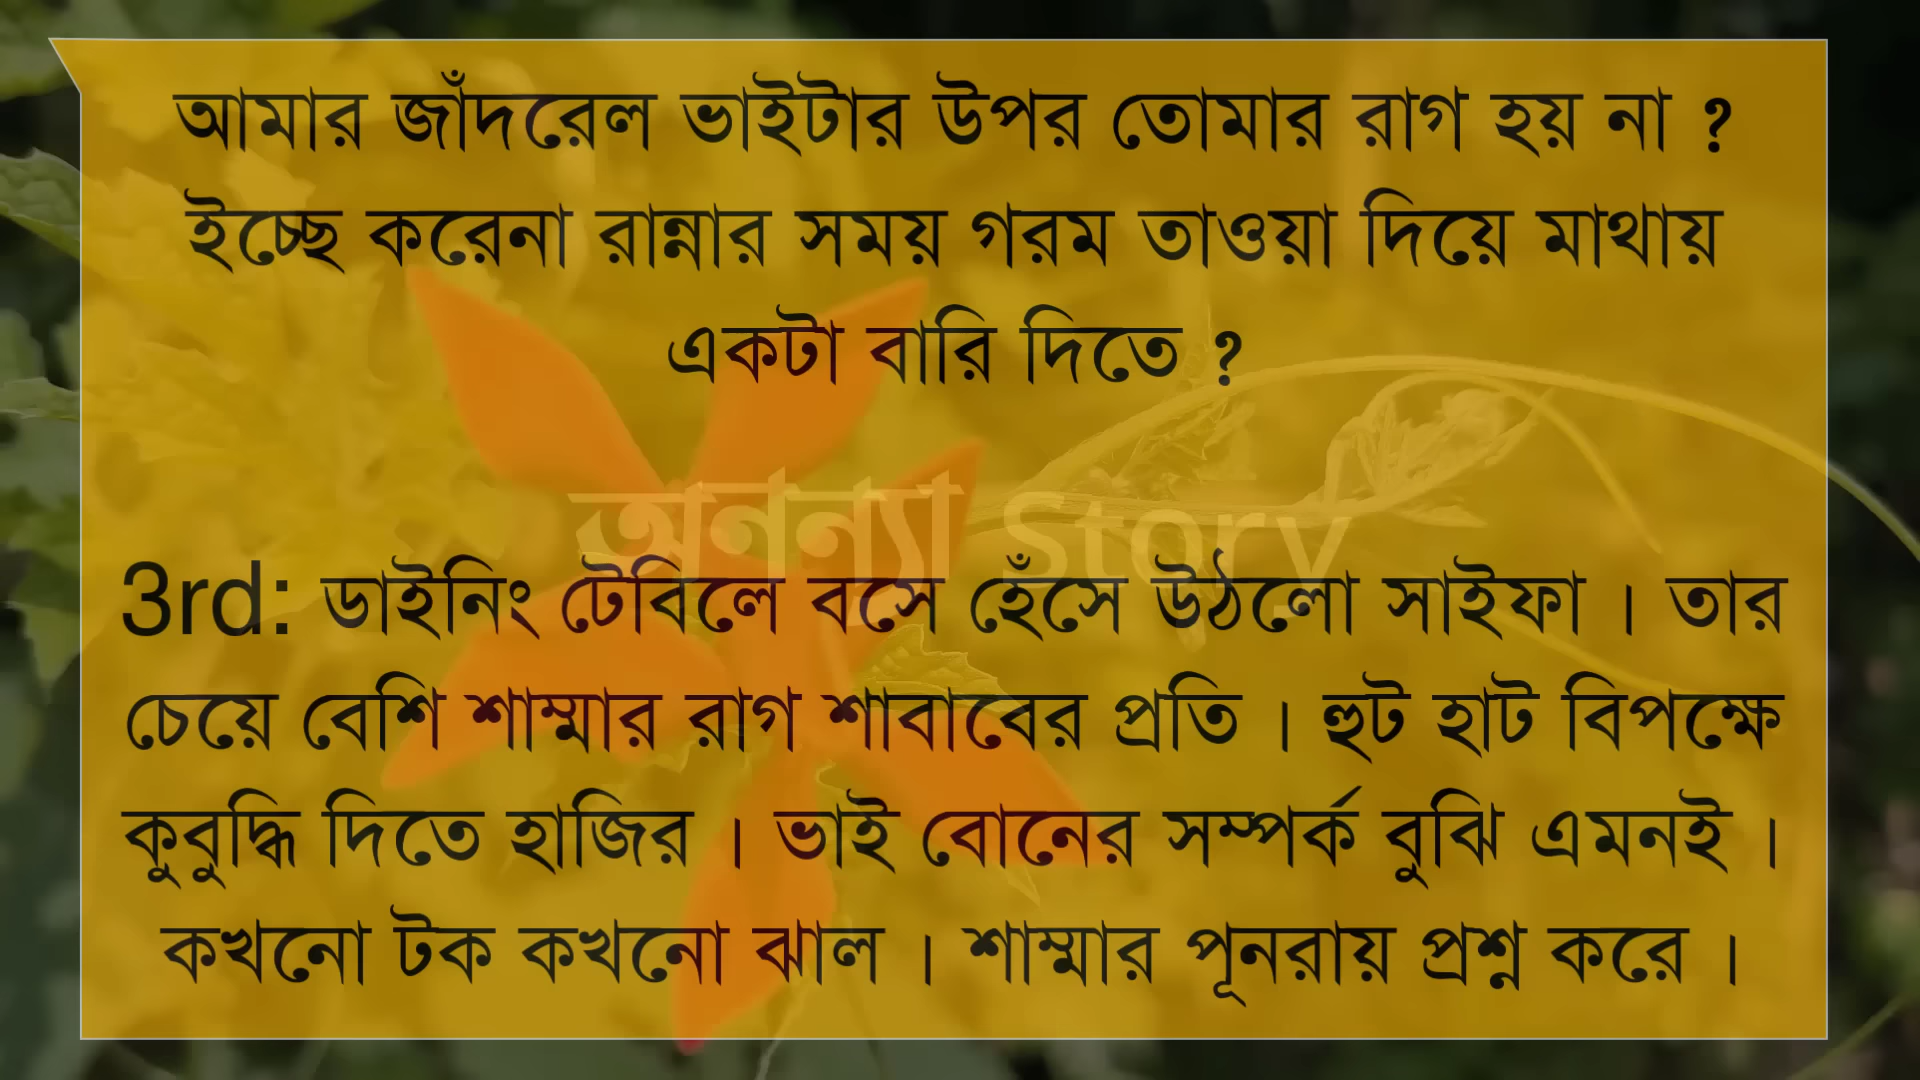 আমার জাঁদরেল ভাইটার উপর তোমার রাগ হয় না ?
ইচ্ছে করেনা রান্নার সময় গরম তাওয়া দিয়ে মাথায়
একটা বারি দিতে ?
অনন্যা Story
3rd: ডাইনিং টেবিলে বসে হেঁসে উঠলো সাইফা । তার
চেয়ে বেশি শাম্মার রাগ শাবাবের প্রতি । হুট হাট বিপক্ষে
কুবুদ্ধি দিতে হাজির । ভাই বোনের সম্পর্ক বুঝি এমনই ।
কখনো টক কখনো ঝাল । শাম্মার পূনরায় প্রশ্ন করে ।